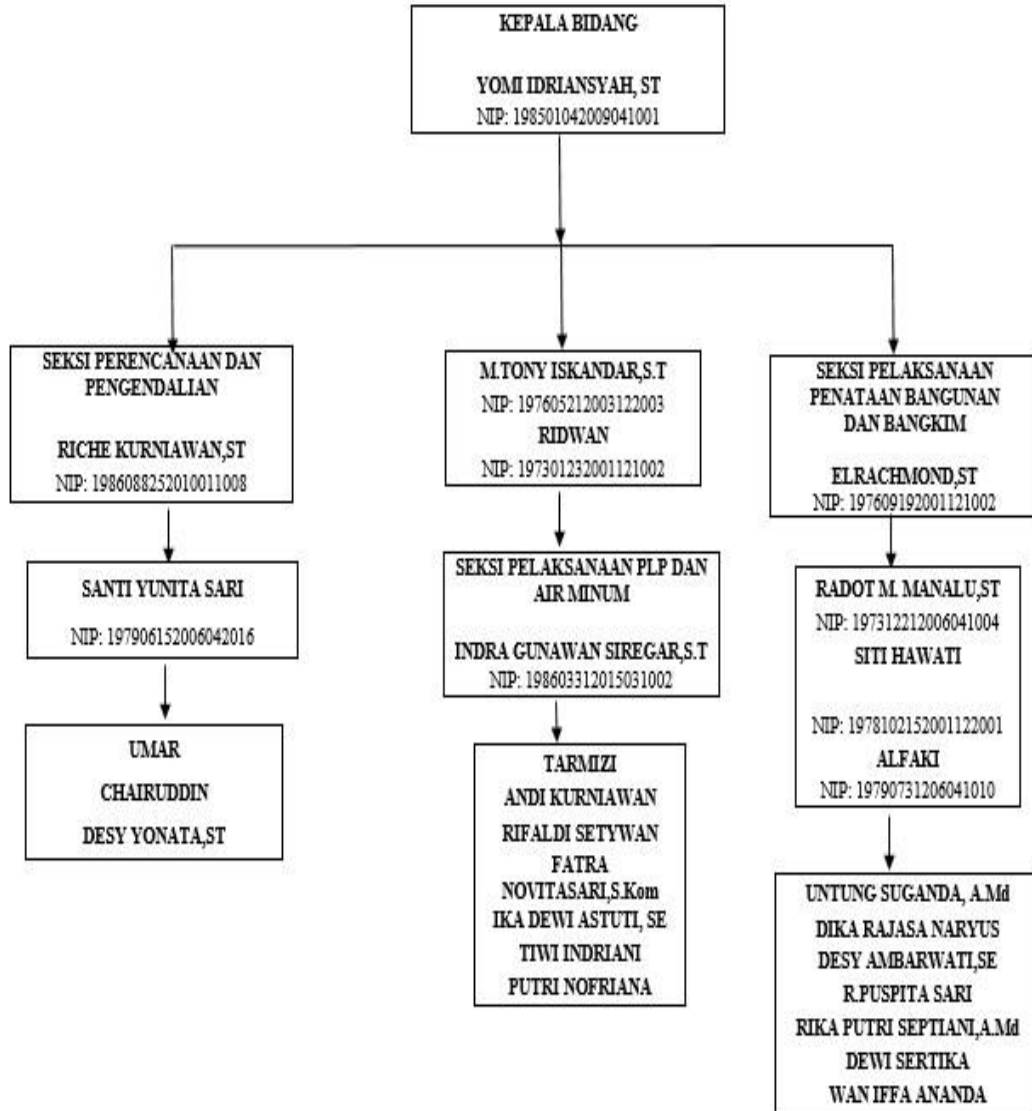 KEPALA BIDANG
YOMI IDRIANSYAH, ST
NIP: 198501042009041001
SEKSI PERENCANAAN DAN
PENGENDALIAN
RICHE KURNIAWAN,ST
NIP: 1986088252010011008
SANTI YUNITA SARI
NIP: 197906152006042016
UMAR
CHAIRUDDIN
DESY YONATA,ST
M.TONY ISKANDAR,S.T
NIP: 197605212003122003
RIDWAN
NIP: 197301232001121002
SEKSI PELAKSANAAN PLP DAN
AIR MINUM
INDRA GUNAWAN SIREGAR,S.T
NIP: 198603312015031002
TARMIZI
ANDI KURNIAWAN
RIFALDI SETYWAN
FATRA
NOVITASARI,S.Kom
IKA DEWI ASTUTI, SE
TIWI INDRIANI
PUTRI NOFRIANA
SEKSI PELAKSANAAN
PENATAAN BANGUNAN
DAN BANGKIM
ELRACHMOND,ST
NIP: 197609192001121002
RADOT M. MANALU,ST
NIP: 197312212006041004
SITI HAWATI
NIP: 1978102152001122001
ALFAKI
NIP: 19790731206041010
UNTUNG SUGANDA, A.Md
DIKA RAJASA NARYUS
DESY AMBARWATI,SE
R.PUSPITA SARI
RIKA PUTRI SEPTIANI,A.Md
DEWI SERTIKA
WAN IFFA ANANDA